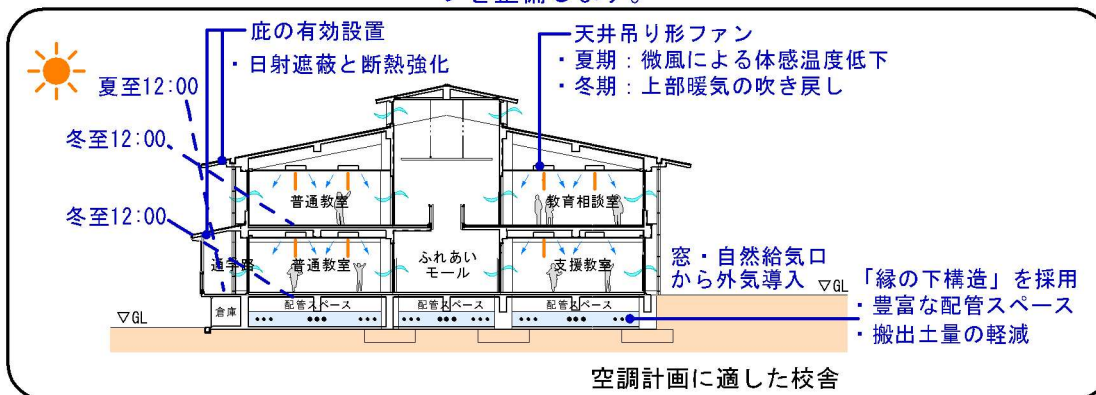 ンを整備します。
庇の有効設置
・日射遮蔽と断熱強化
天井吊り形ファン
・夏期：微風による体感温度低下
・冬期：上部暖気の吹き戻し
夏至12:00
冬至12:00
冬至12:00
普通教室
教育相談室
通学路
普通教室
ふれあい
モール
支援教室
窓・自然給気口
から外気導入
▽GL
「縁の下構造」を採用
・豊富な配管スペース
・搬出土量の軽減
▽GL
倉庫
配管スペース
配管スペース
配管スペース
空調計画に適した校舎